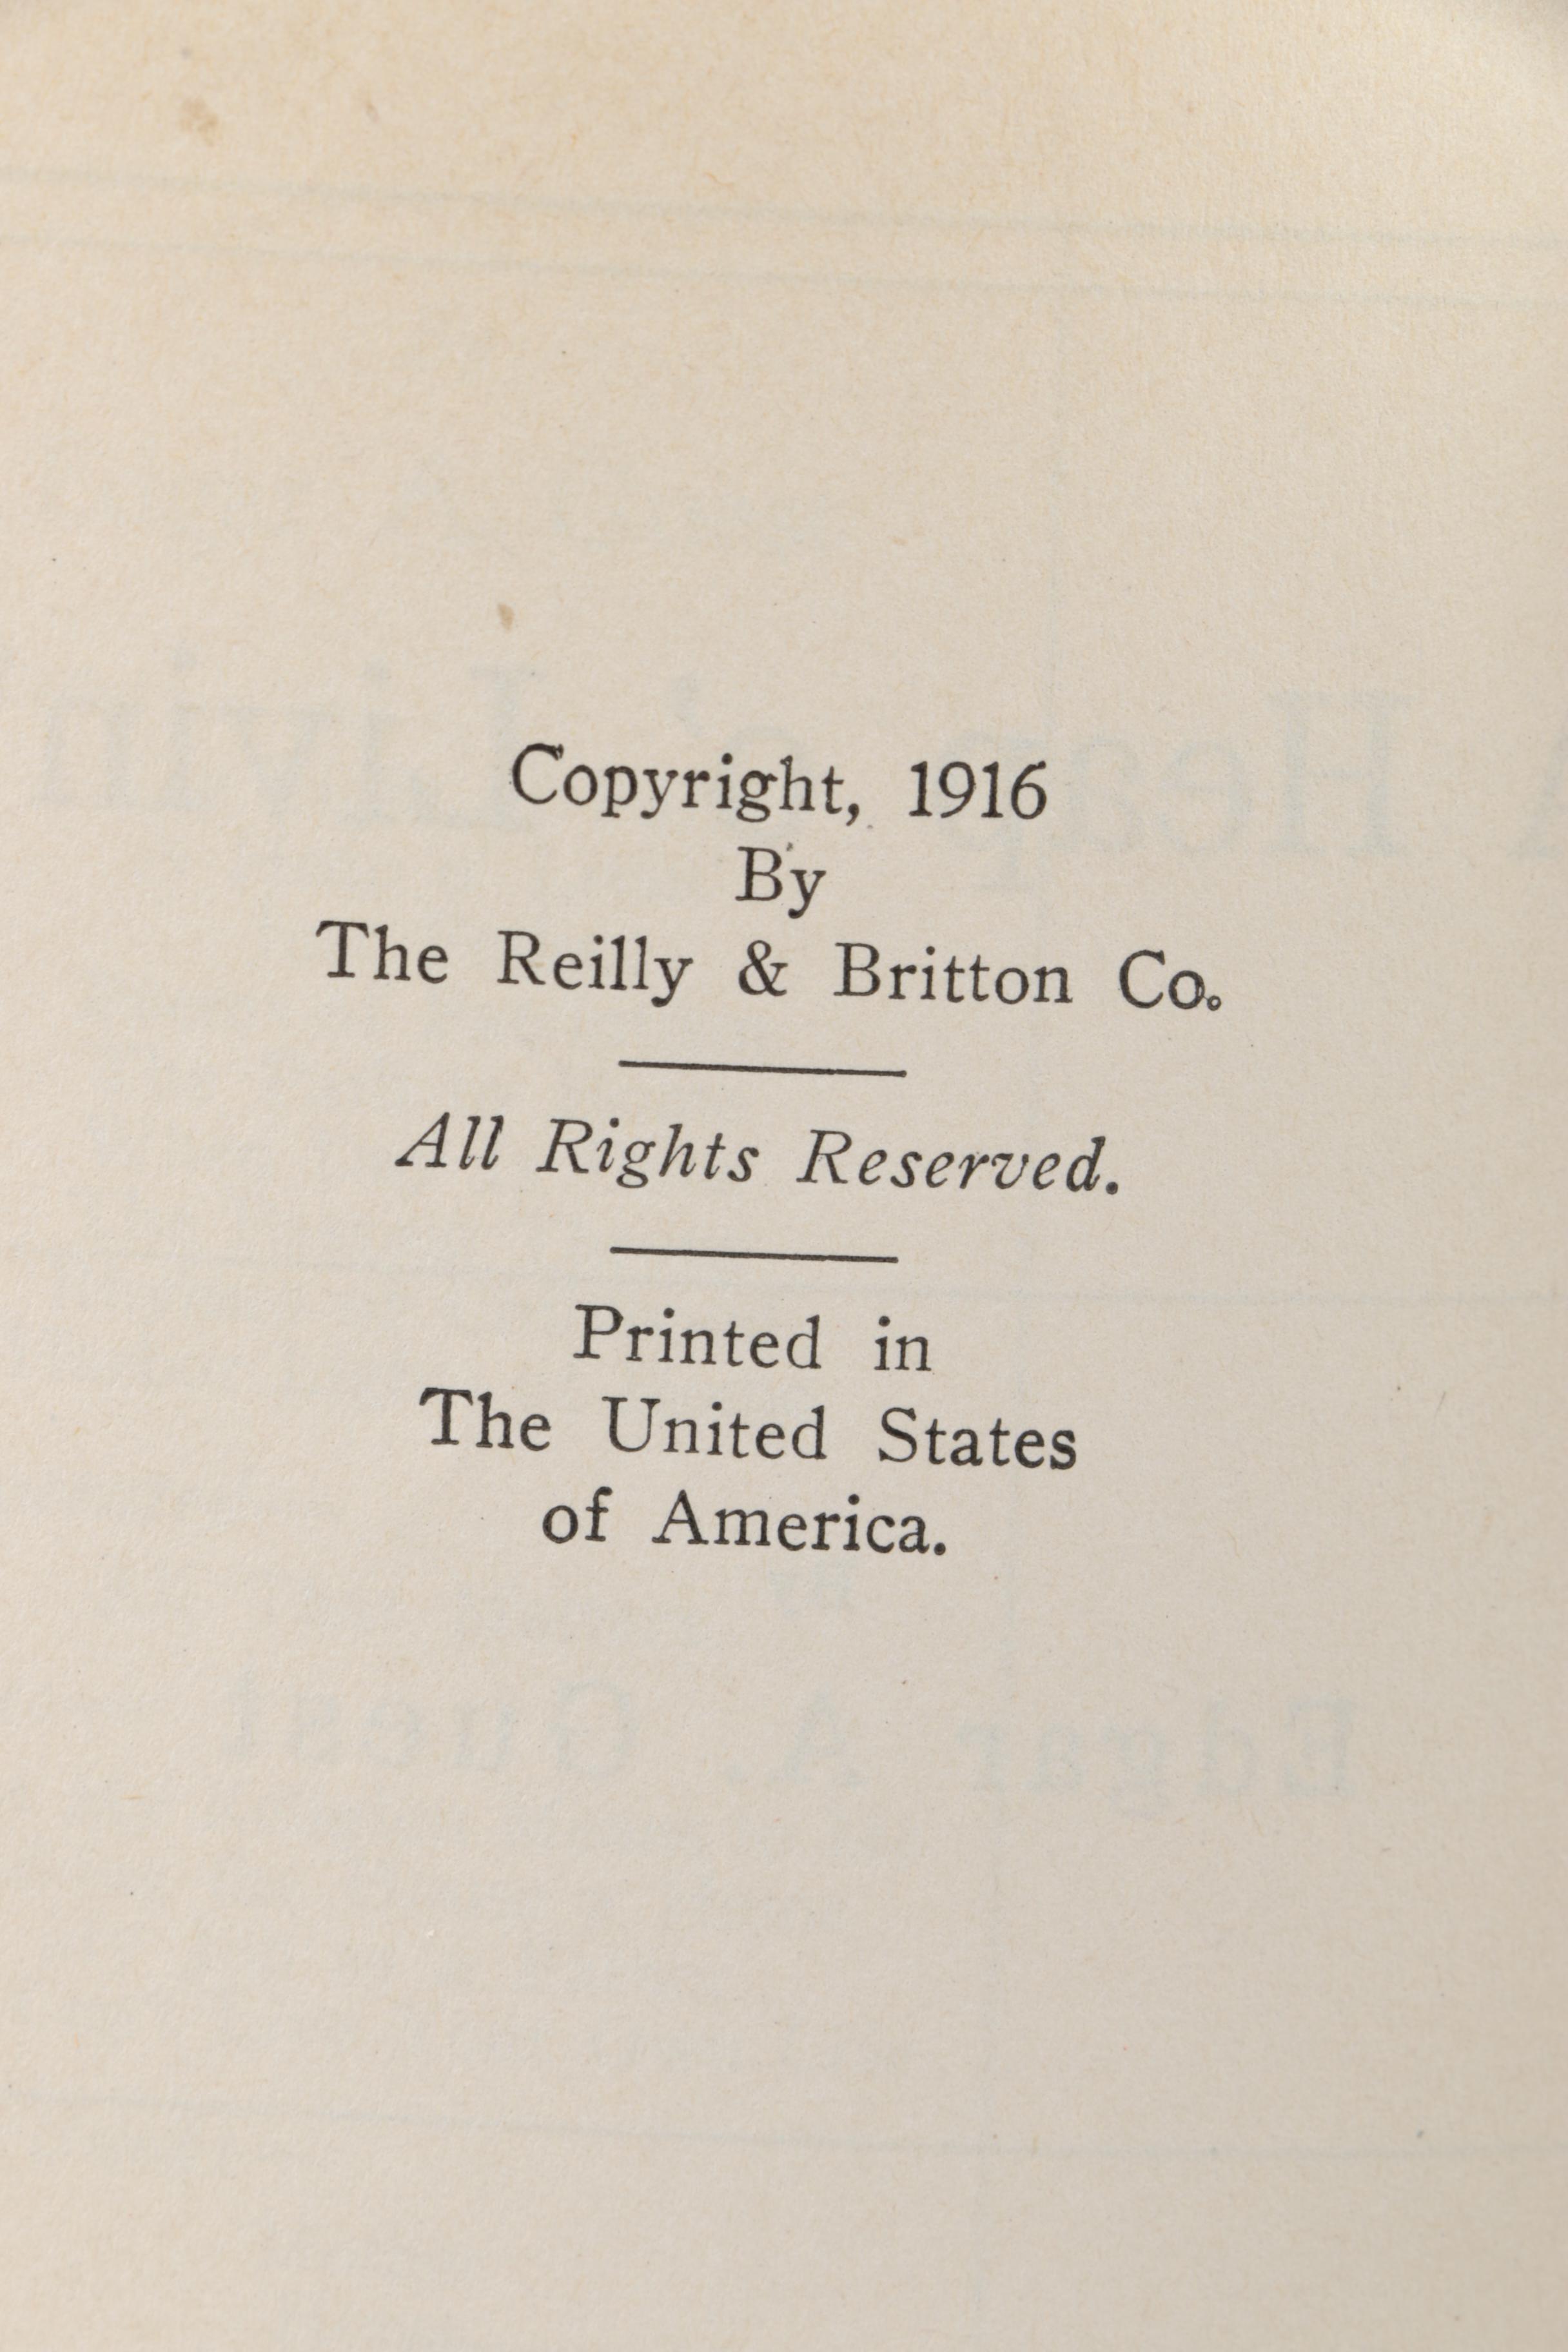 Copyright, 1916
By
The Reilly & Britton Co.
All Rights Reserved.
Printed in
The United States
of America.